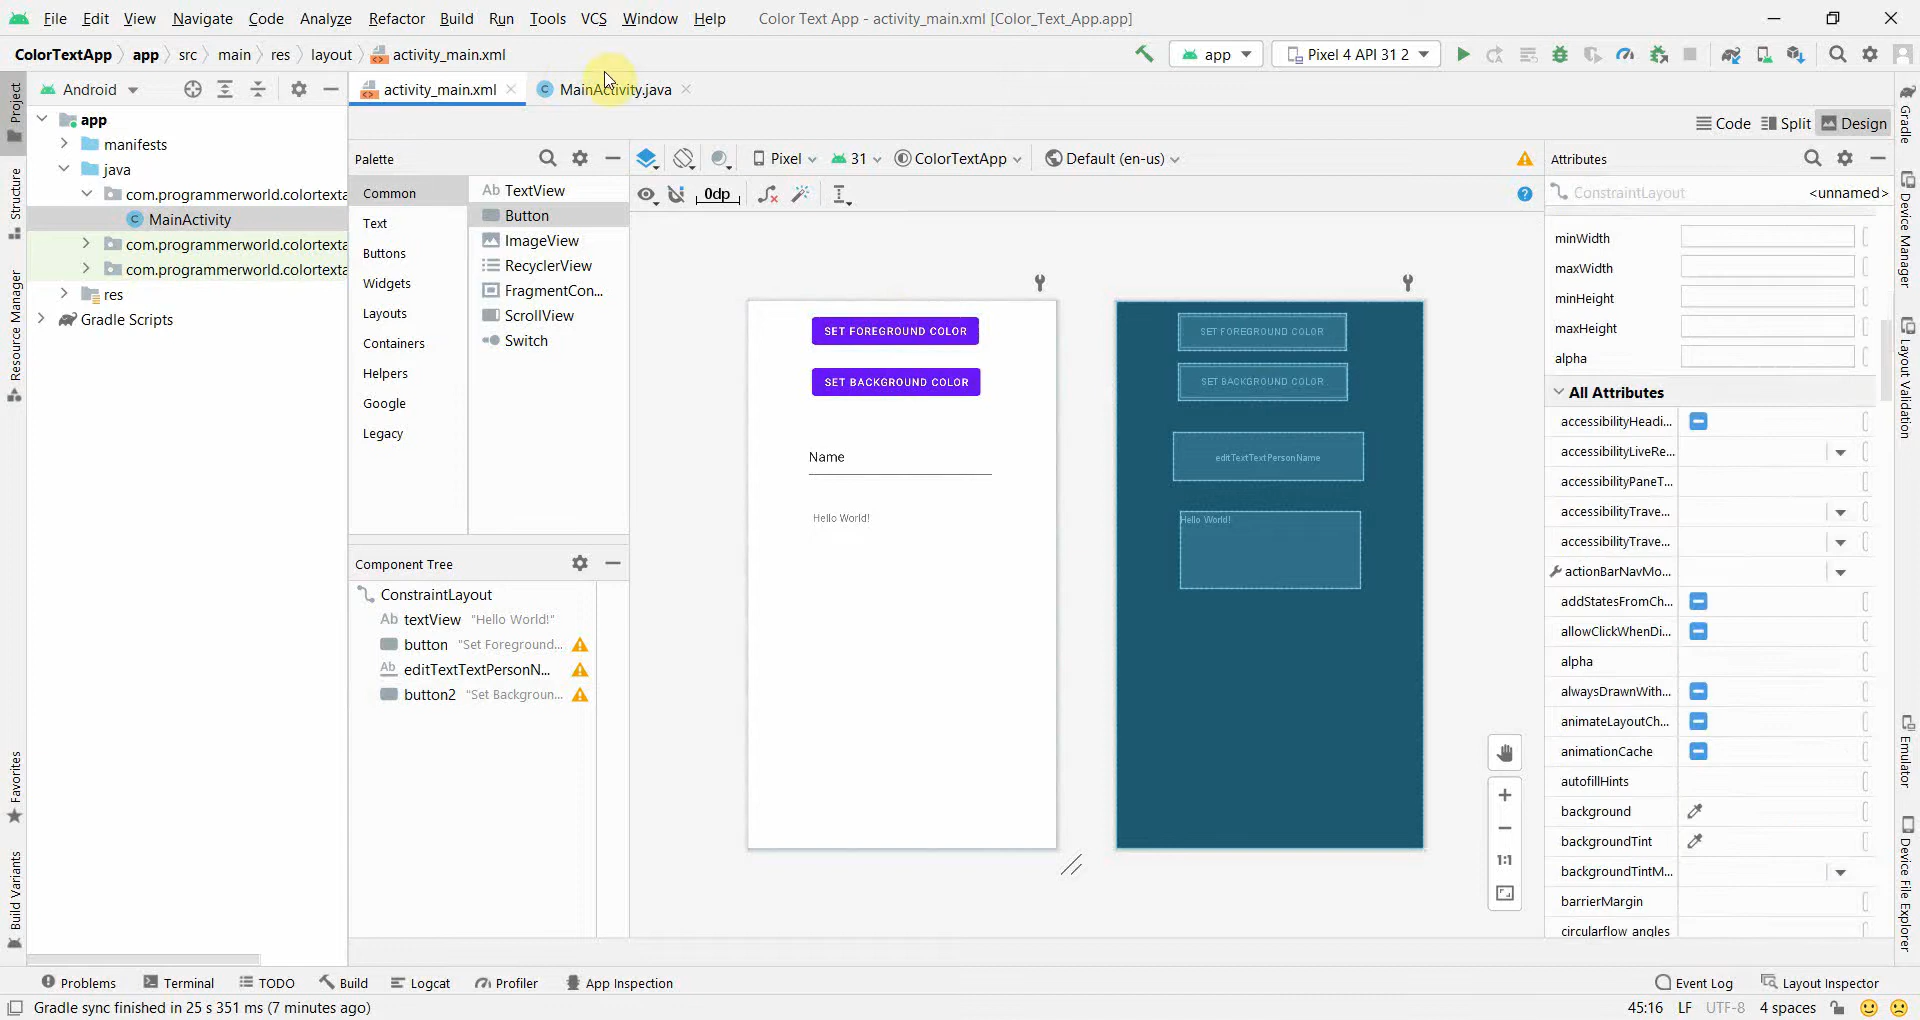 File Edit View Navigate Code Analyze Refactor Build Run Tools VCS Window Help Color Text App - activity_main.xml [Color_Text_App.app]
ColorTextApp app src main res layout activity_main.xml app Pixel 4 API 31 2
Android activity_main.xml MainActivity.java
Code Split Design
Project
Structure
Resource Manager
Favorites
Build Variants
app
manifests
java
com.programmerworld.colortexta
MainActivity
com.programmerworld.colortexta
com.programmerworld.colortexta
res
Gradle Scripts
Palette
Common
Text
Buttons
Widgets
Layouts
Containers
Helpers
Google
Legacy
Ab TextView
Button
ImageView
RecyclerView
FragmentCon...
ScrollView
Switch
Component Tree
ConstraintLayout
Ab textView "Hello World!"
button "Set Foreground...
Ab editTextTextPersonN...
button2 "Set Backgroun...
Pixel 31 ColorTextApp Default (en-us)
0dp
SET FOREGROUND COLOR
SET BACKGROUND COLOR
Name
Hello World!
SET FOREGROUND COLOR
SET BACKGROUND COLOR
editTextTextPersonName
Hello World!
1:1
Attributes
ConstraintLayout <unnamed>
minWidth
maxWidth
minHeight
maxHeight
alpha
All Attributes
accessibilityHeadi...
accessibilityLiveRe...
accessibilityPaneT...
accessibilityTrave...
accessibilityTrave...
actionBarNavMo...
addStatesFromCh...
allowClickWhenDi...
alpha
alwaysDrawnWith...
animateLayoutCh...
animationCache
autofillHints
background
backgroundTint
backgroundTintM...
barrierMargin
circularflow angles
Gradle
Device Manager
Layout Validation
Emulator
Device File Explorer
Problems Terminal TODO Build Logcat Profiler App Inspection Event Log Layout Inspector
Gradle sync finished in 25 s 351 ms (7 minutes ago) 45:16 LF UTF-8 4 spaces